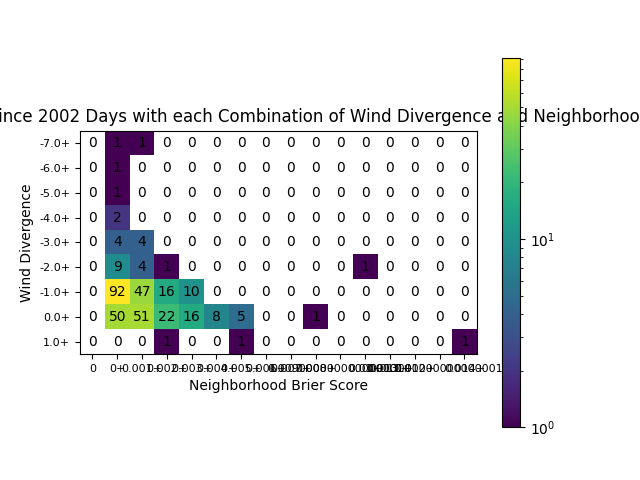 ince 2002 Days with each Combination of Wind Divergence and Neighborhoo
-7.0+ 0 1 1 0 0 0 0 0 0 0 0 0 0 0 0 0
-6.0+ 0 1 0 0 0 0 0 0 0 0 0 0 0 0 0 0
-5.0+ 0 1 0 0 0 0 0 0 0 0 0 0 0 0 0 0
-4.0+ 0 2 0 0 0 0 0 0 0 0 0 0 0 0 0 0
-3.0+ 0 4 4 0 0 0 0 0 0 0 0 0 0 0 0 0
-2.0+ 0 9 4 1 0 0 0 0 0 0 0 1 0 0 0 0
-1.0+ 0 92 47 16 10 0 0 0 0 0 0 0 0 0 0 0
0.0+ 0 50 51 22 16 8 5 0 0 1 0 0 0 0 0 0
1.0+ 0 0 0 1 0 0 1 0 0 0 0 0 0 0 0 1
0 0+
Neighborhood Brier Score
Wind Divergence
10¹
10⁰